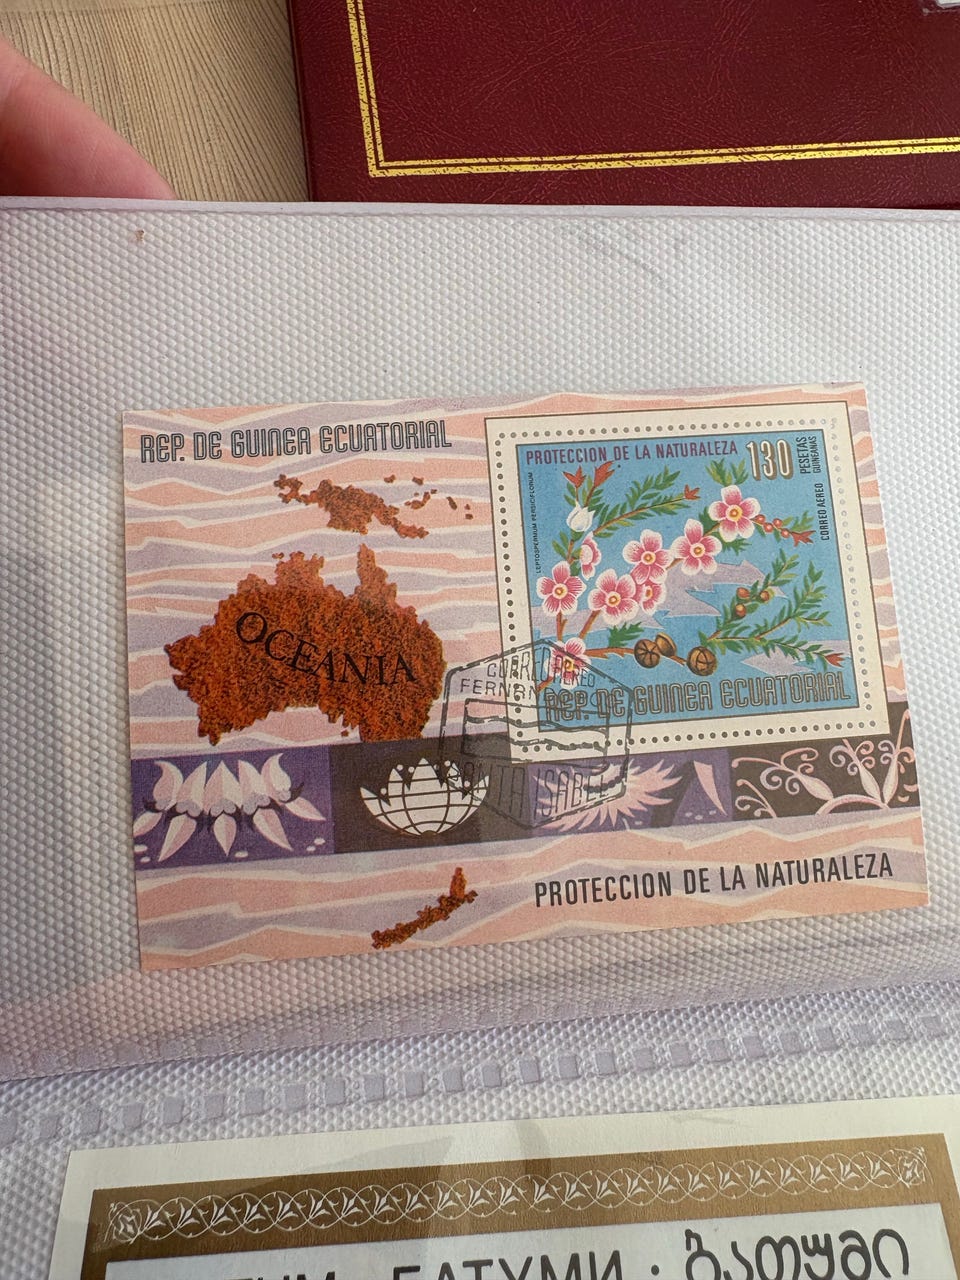 REP. DE GUINEA ECUATORIAL
OCEANIA
PROTECCION DE LA NATURALEZA
130
PESETAS
GUINEANAS
CORREO AEREO
LEPTOSPERMUM PERSICIFLORUM
REP. DE GUINEA ECUATORIAL
CORREO AEREO
SANTA ISABEL
PROTECCION DE LA NATURALEZA
БАТУМИ · ბათუმი